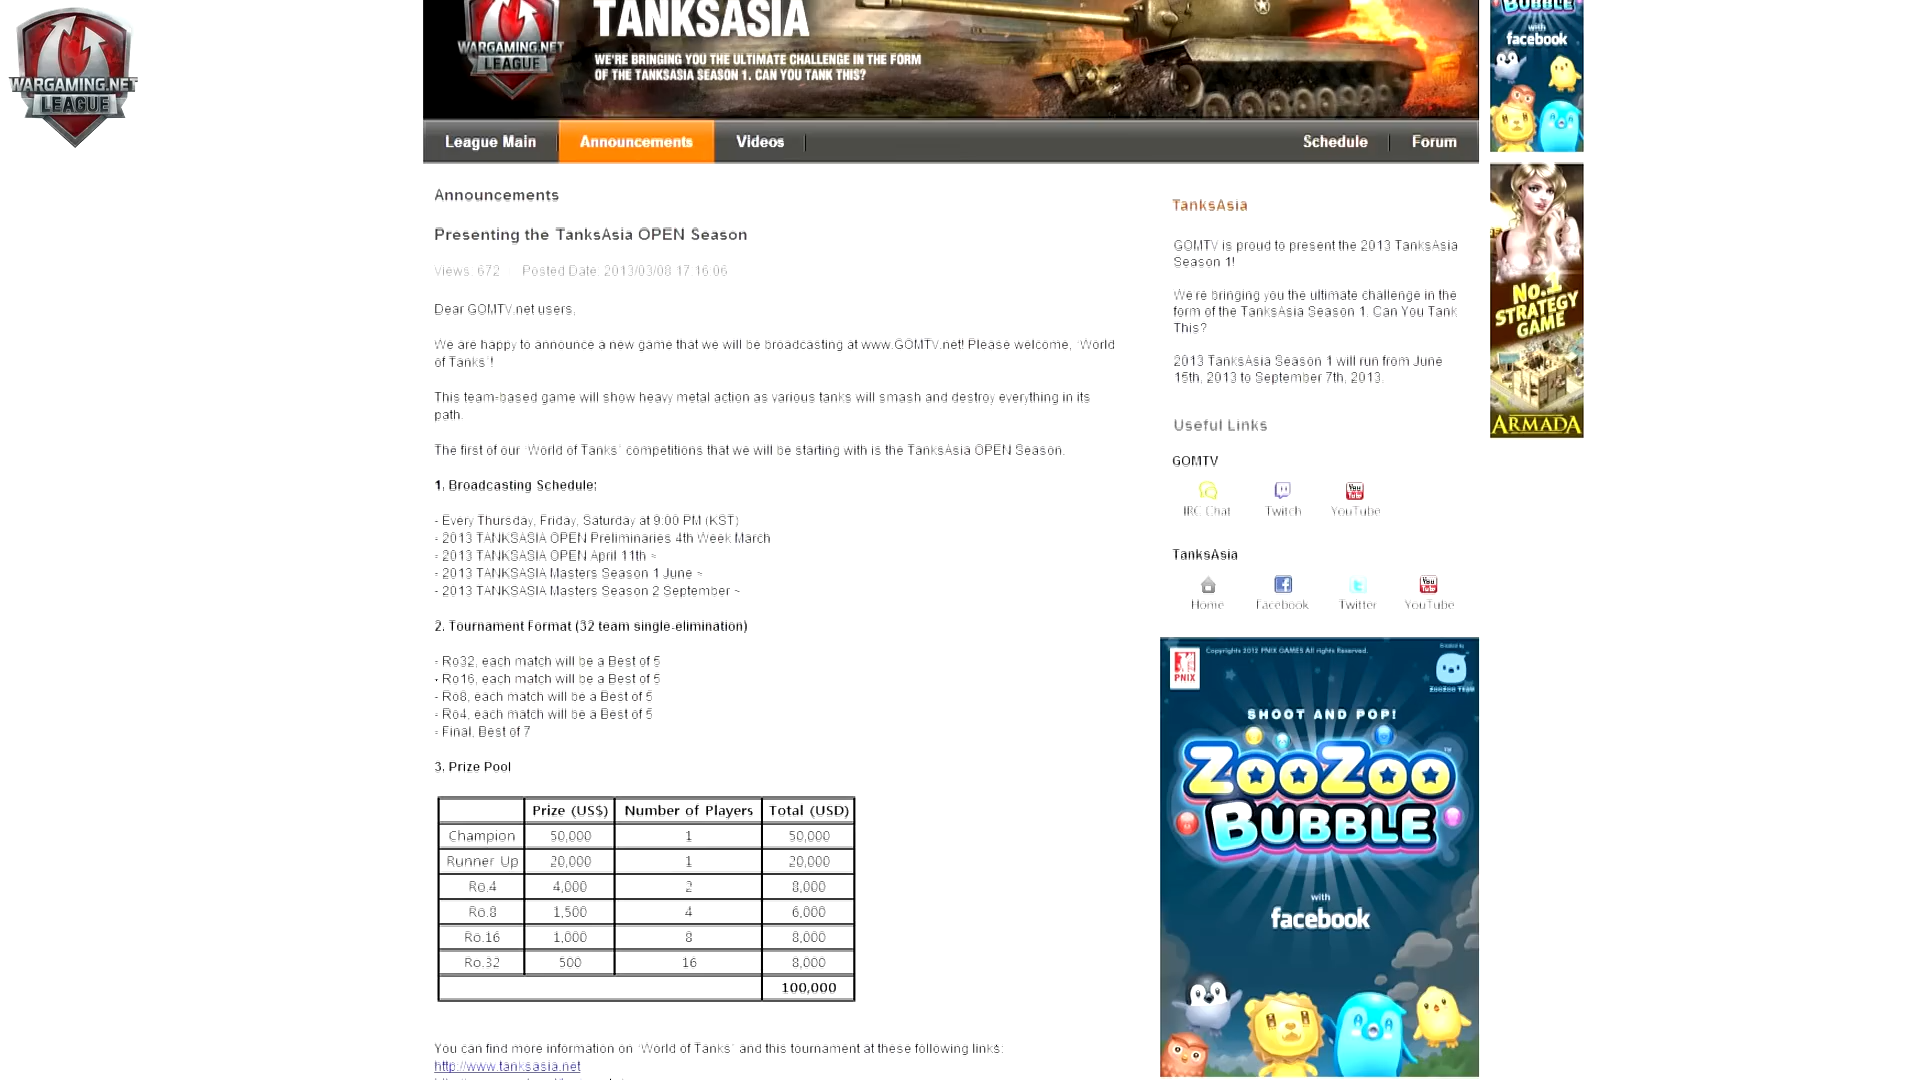 WARGAMING.NET
LEAGUE
WARGAMING.NET
LEAGUE
TANKSASIA
WE'RE BRINGING YOU THE ULTIMATE CHALLENGE IN THE FORM
OF THE TANKSASIA SEASON 1. CAN YOU TANK THIS?
League Main
Announcements
Videos
Schedule
Forum
Announcements
Presenting the TanksAsia OPEN Season
Views: 672 Posted Date: 2013/03/08 17:16:06
Dear GOMTV.net users,
We are happy to announce a new game that we will be broadcasting at www.GOMTV.net! Please welcome, 'World
of Tanks'!
This team-based game will show heavy metal action as various tanks will smash and destroy everything in its
path.
The first of our 'World of Tanks' competitions that we will be starting with is the TanksAsia OPEN Season.
1. Broadcasting Schedule:
- Every Thursday, Friday, Saturday at 9:00 PM (KST)
- 2013 TANKSASIA OPEN Preliminaries 4th Week March
- 2013 TANKSASIA OPEN April 11th ~
- 2013 TANKSASIA Masters Season 1 June ~
- 2013 TANKSASIA Masters Season 2 September ~
2. Tournament Format (32 team single-elimination)
- Ro32, each match will be a Best of 5
- Ro16, each match will be a Best of 5
- Ro8, each match will be a Best of 5
- Ro4, each match will be a Best of 5
- Final, Best of 7
3. Prize Pool
Prize (US$) Number of Players Total (USD)
Champion 50,000 1 50,000
Runner Up 20,000 1 20,000
Ro.4 4,000 2 8,000
Ro.8 1,500 4 6,000
Ro.16 1,000 8 8,000
Ro.32 500 16 8,000
100,000
You can find more information on 'World of Tanks' and this tournament at these following links:
http://www.tanksasia.net
TanksAsia
GOMTV is proud to present the 2013 TanksAsia
Season 1!
We're bringing you the ultimate challenge in the
form of the TanksAsia Season 1. Can You Tank
This?
2013 TanksAsia Season 1 will run from June
15th, 2013 to September 7th, 2013.
Useful Links
GOMTV
You
Tube
IRC Chat Twitch YouTube
TanksAsia
You
Tube
Home Facebook Twitter YouTube
PNIX
Copyrights 2012 PNIX GAMES All rights Reserved.
Created by
ZOOZOO TEAM
SHOOT AND POP!
ZOOZOO
BUBBLE
TM
with
facebook
BUBBLE
with
facebook
NO.1
STRATEGY
GAME
ARMADA